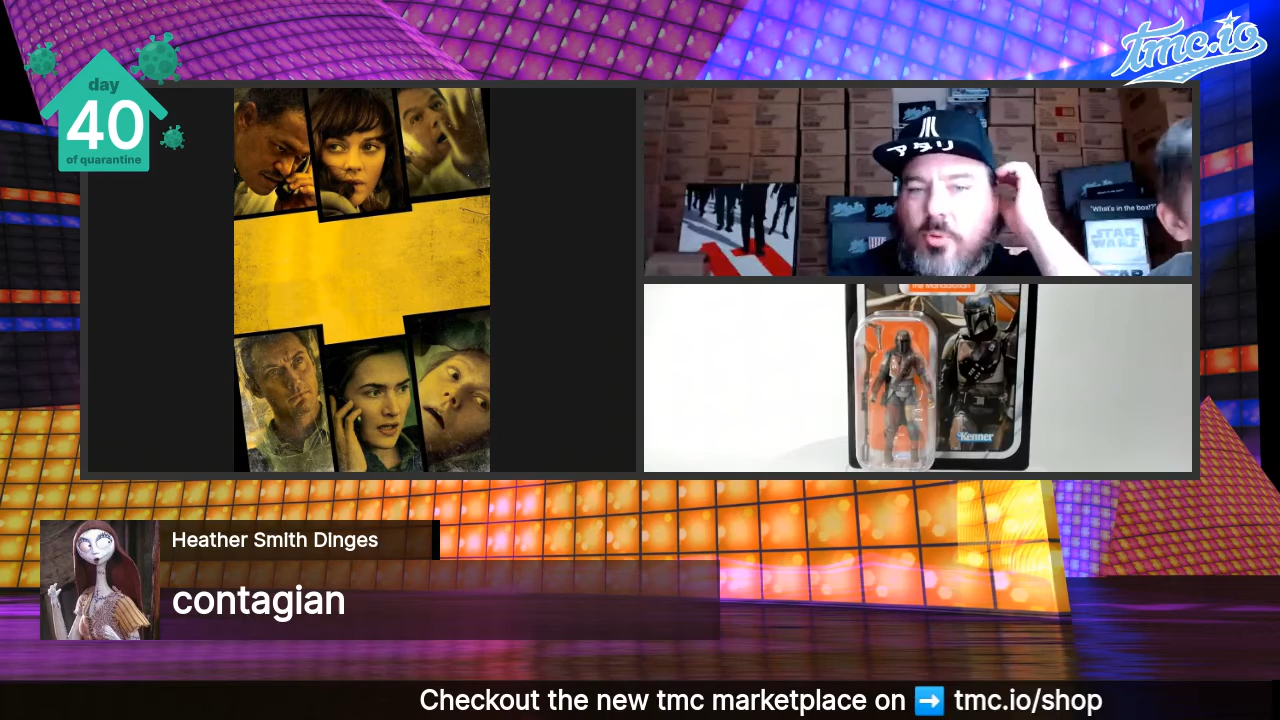 day
40
of quarantine
tmc.io
"What's in the box!?"
STAR
WARS
STAR
The Mandalorian
Kenner
Heather Smith Dinges
contagian
Checkout the new tmc marketplace on ➡️ tmc.io/shop